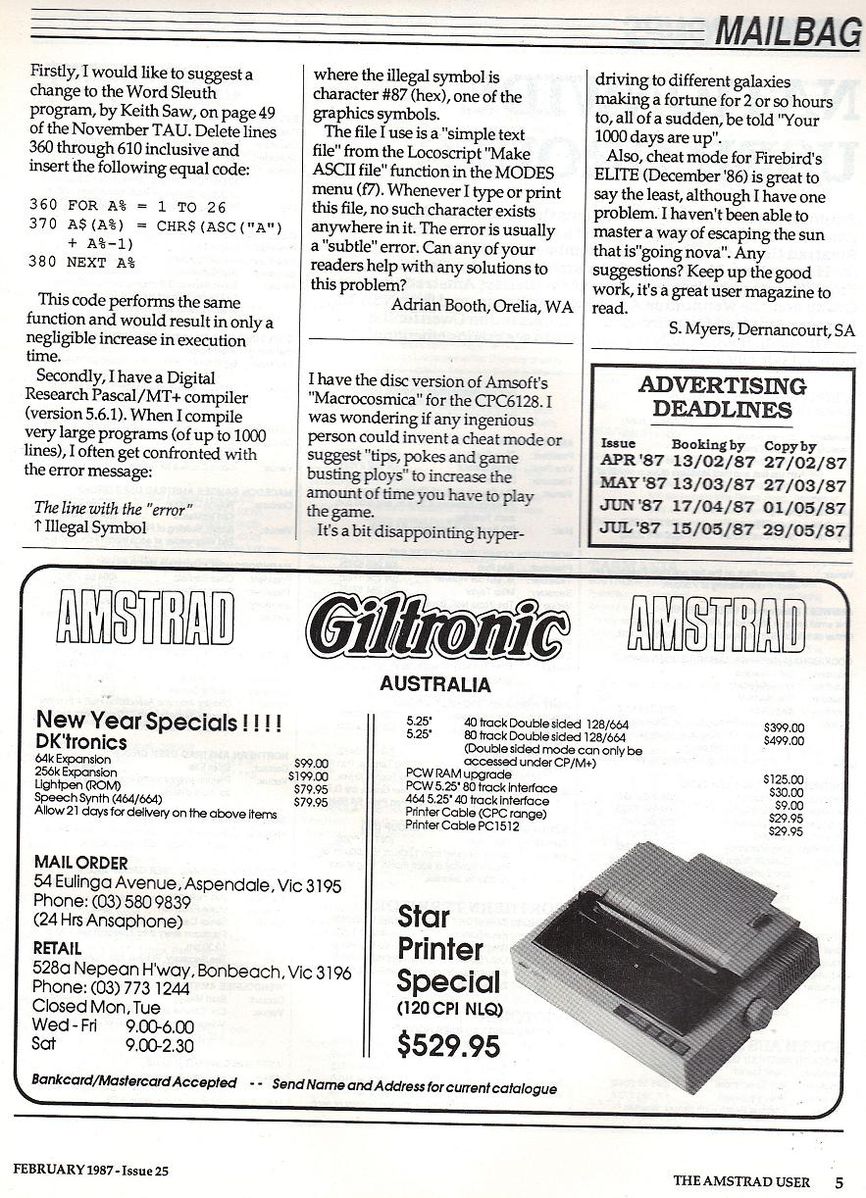 MAILBAG
Firstly, I would like to suggest a
change to the Word Sleuth
program, by Keith Saw, on page 49
of the November TAU. Delete lines
360 through 610 inclusive and
insert the following equal code:
360 FOR A% = 1 TO 26
370 A$(A%) = CHR$(ASC("A")
+ A%-1)
380 NEXT A%
This code performs the same
function and would result in only a
negligible increase in execution
time.
Secondly, I have a Digital
Research Pascal/MT+ compiler
(version 5.6.1). When I compile
very large programs (of up to 1000
lines), I often get confronted with
the error message:
The line with the "error"
↑ Illegal Symbol
where the illegal symbol is
character #87 (hex), one of the
graphics symbols.
The file I use is a "simple text
file" from the Locoscript "Make
ASCII file" function in the MODES
menu (f7). Whenever I type or print
this file, no such character exists
anywhere in it. The error is usually
a "subtle" error. Can any of your
readers help with any solutions to
this problem?
Adrian Booth, Orelia, WA
I have the disc version of Amsoft's
"Macrocosmica" for the CPC6128. I
was wondering if any ingenious
person could invent a cheat mode or
suggest "tips, pokes and game
busting ploys" to increase the
amount of time you have to play
the game.
It's a bit disappointing hyper-
driving to different galaxies
making a fortune for 2 or so hours
to, all of a sudden, be told "Your
1000 days are up".
Also, cheat mode for Firebird's
ELITE (December '86) is great to
say the least, although I have one
problem. I haven't been able to
master a way of escaping the sun
that is"going nova". Any
suggestions? Keep up the good
work, it's a great user magazine to
read.
S. Myers, Dernancourt, SA
ADVERTISING
DEADLINES
Issue Booking by Copy by
APR '87 13/02/87 27/02/87
MAY '87 13/03/87 27/03/87
JUN '87 17/04/87 01/05/87
JUL '87 15/05/87 29/05/87
AMSTRAD Giltronic AMSTRAD
AUSTRALIA
New Year Specials ! ! ! !
DK'tronics
64k Expansion $99.00
256k Expansion $199.00
Lightpen (ROM) $79.95
Speech Synth (464/664) $79.95
Allow 21 days for delivery on the above items
MAIL ORDER
54 Eulinga Avenue, Aspendale, Vic 3195
Phone: (03) 580 9839
(24 Hrs Ansaphone)
RETAIL
528a Nepean H'way, Bonbeach, Vic 3196
Phone: (03) 773 1244
Closed Mon, Tue
Wed - Fri 9.00-6.00
Sat 9.00-2.30
5.25" 40 track Double sided 128/664 $399.00
5.25" 80 track Double sided 128/664 $499.00
(Double sided mode can only be
accessed under CP/M+)
PCW RAM upgrade $125.00
PCW 5.25" 80 track interface $30.00
464 5.25" 40 track interface $9.00
Printer Cable (CPC range) $29.95
Printer Cable PC1512 $29.95
Star
Printer
Special
(120 CPI NLQ)
$529.95
Bankcard/Mastercard Accepted - - Send Name and Address for current catalogue
FEBRUARY 1987 - Issue 25
THE AMSTRAD USER 5